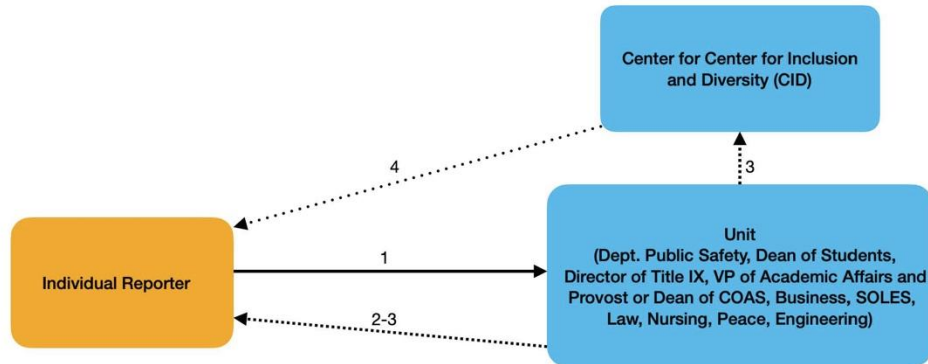 Center for Center for Inclusion
and Diversity (CID)
4
3
Individual Reporter
1
2-3
Unit
(Dept. Public Safety, Dean of Students,
Director of Title IX, VP of Academic Affairs and
Provost or Dean of COAS, Business, SOLES,
Law, Nursing, Peace, Engineering)